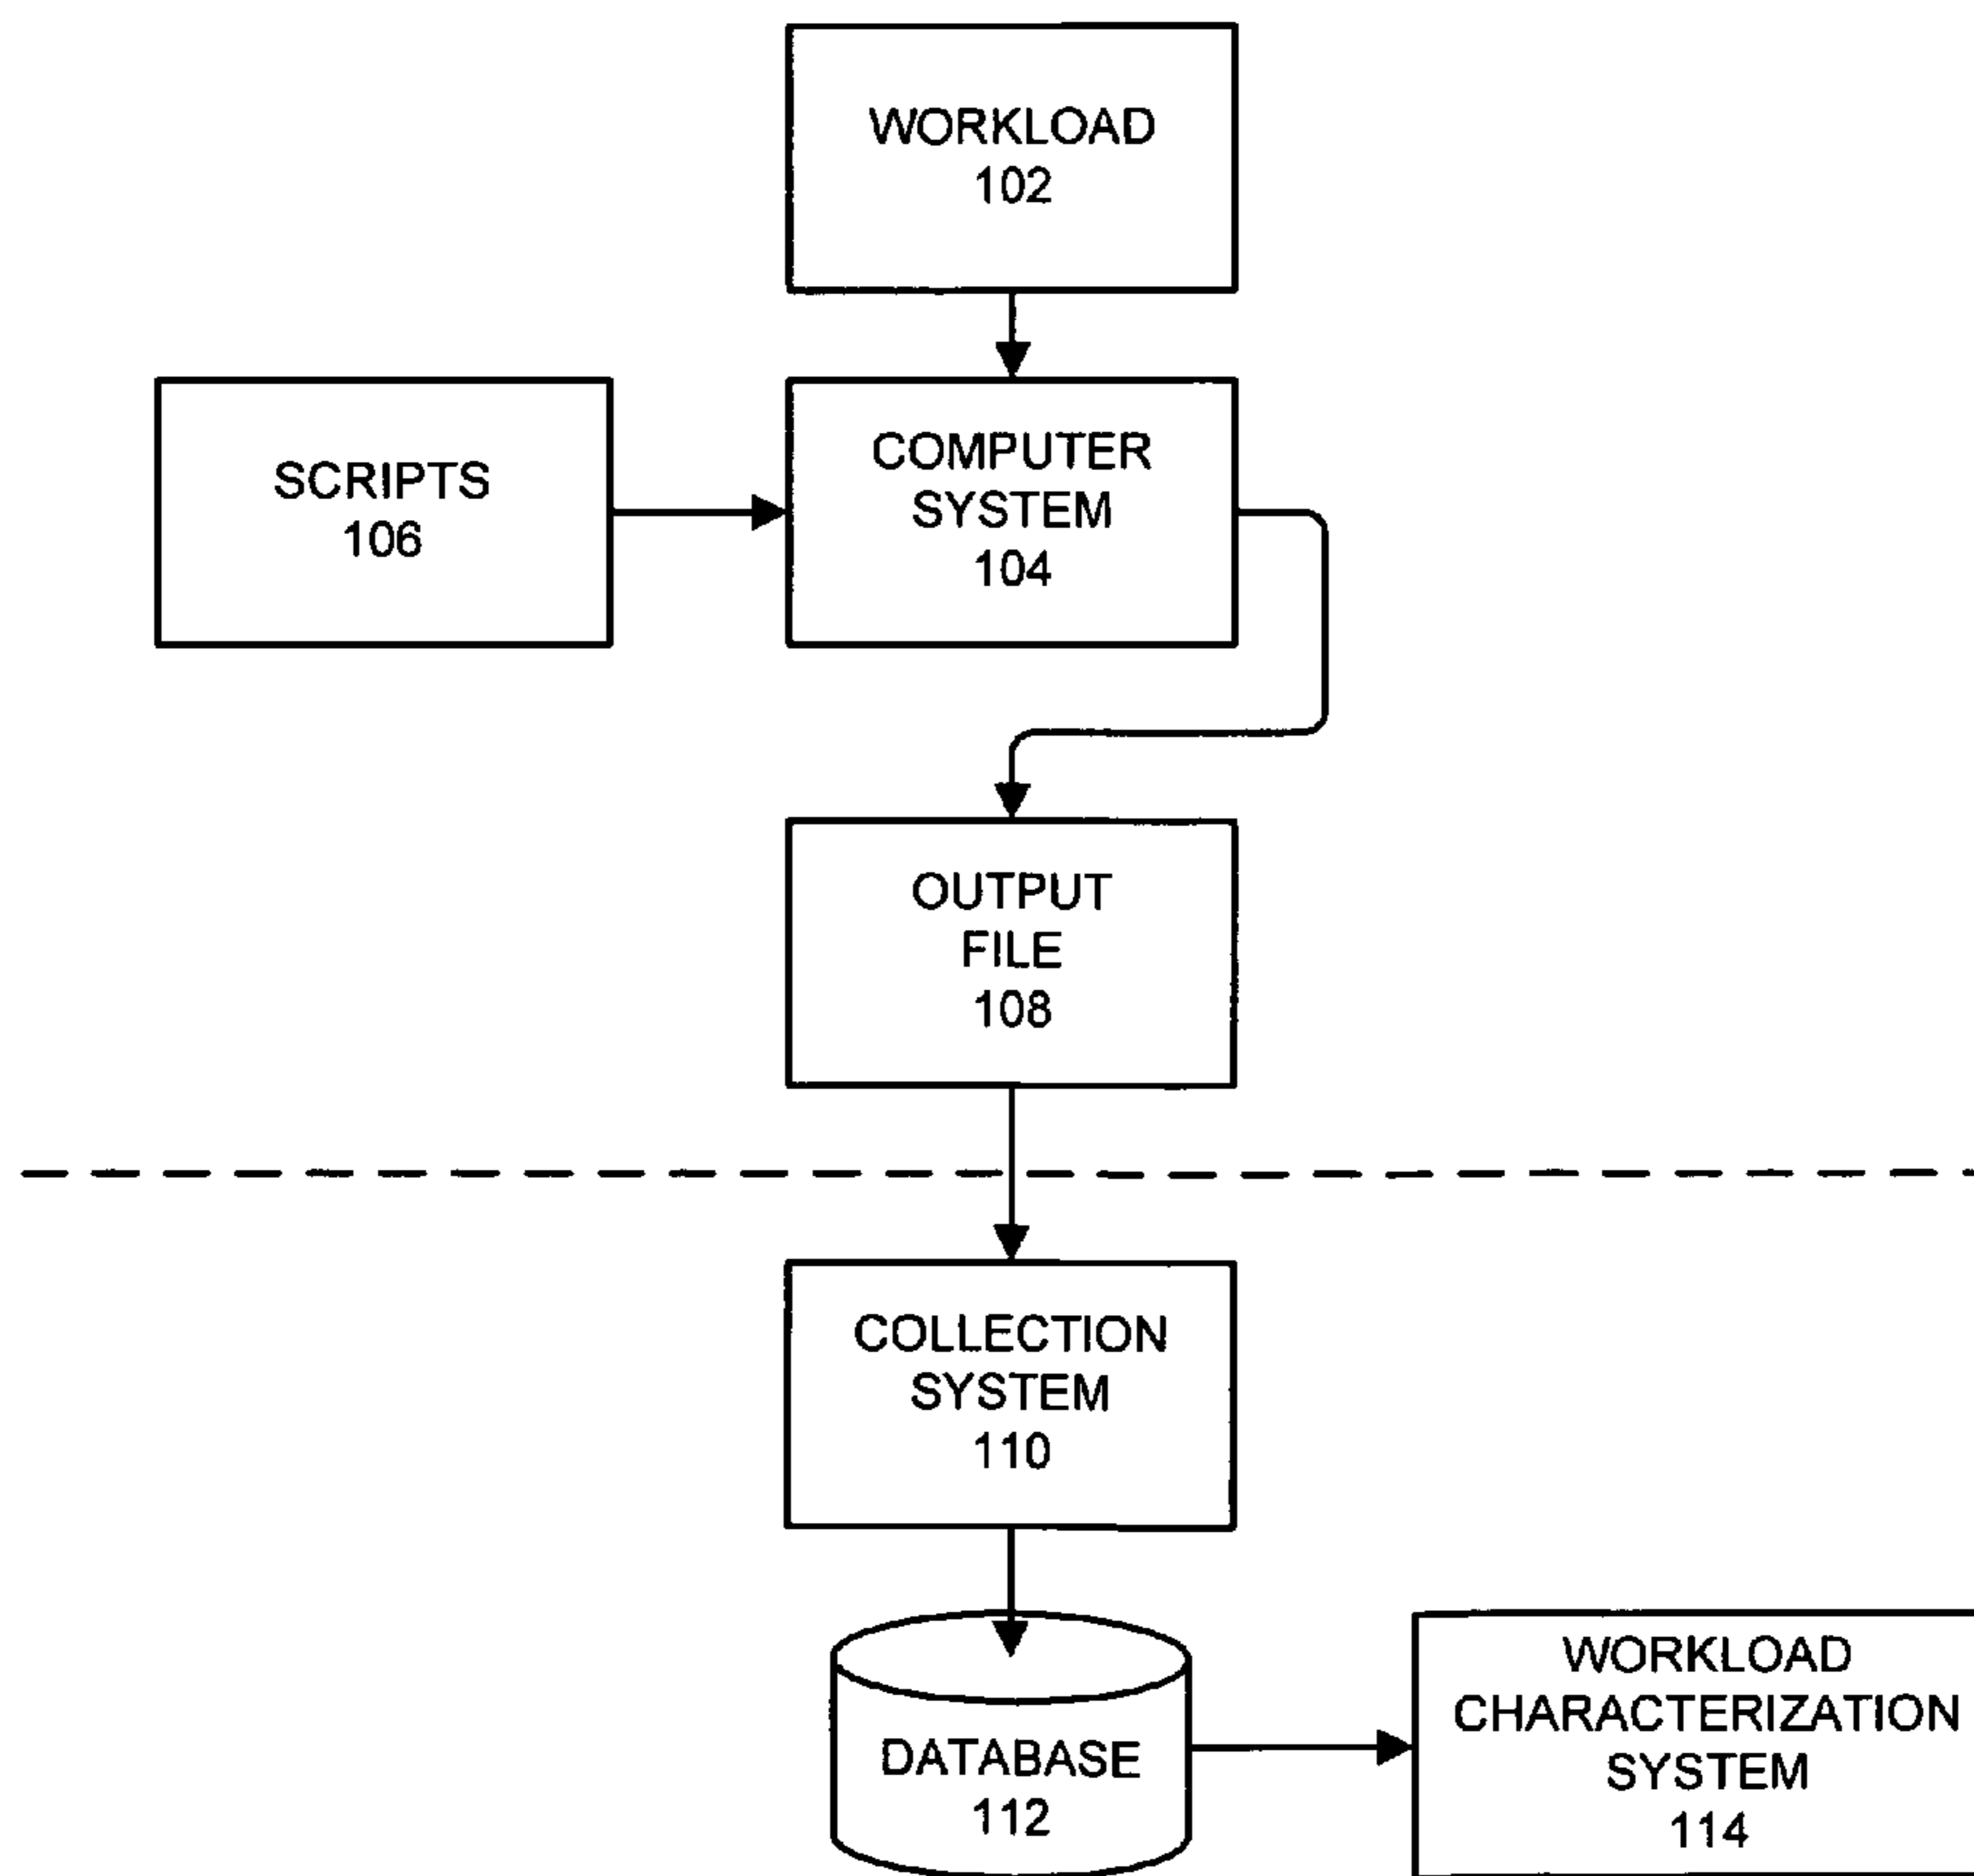 WORKLOAD
102
SCRIPTS
106
COMPUTER
SYSTEM
104
OUTPUT
FILE
108
COLLECTION
SYSTEM
110
DATABASE
112
WORKLOAD
CHARACTERIZATION
SYSTEM
114